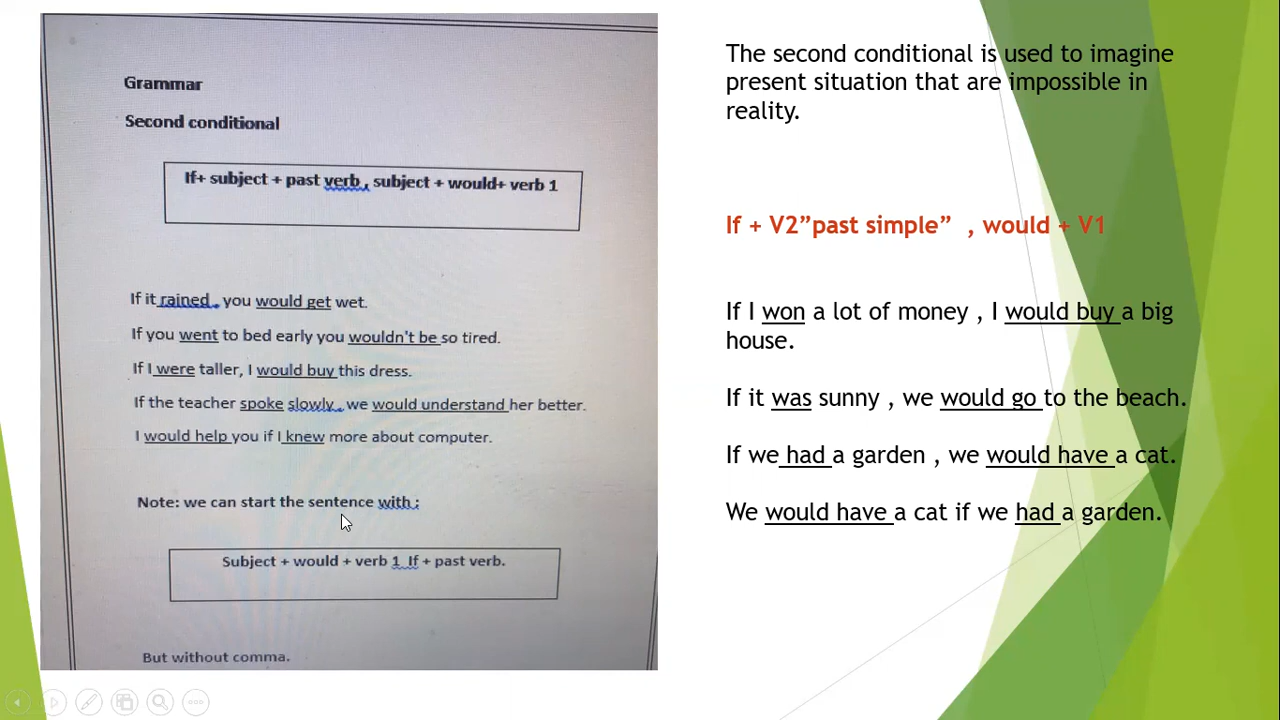 Grammar
Second conditional
If+ subject + past verb , subject + would+ verb 1
If it rained , you would get wet.
If you went to bed early you wouldn't be so tired.
If I were taller, I would buy this dress.
If the teacher spoke slowly , we would understand her better.
I would help you if I knew more about computer.
Note: we can start the sentence with :
Subject + would + verb 1 If + past verb.
But without comma.
The second conditional is used to imagine
present situation that are impossible in
reality.
If + V2”past simple” , would + V1
If I won a lot of money , I would buy a big
house.
If it was sunny , we would go to the beach.
If we had a garden , we would have a cat.
We would have a cat if we had a garden.